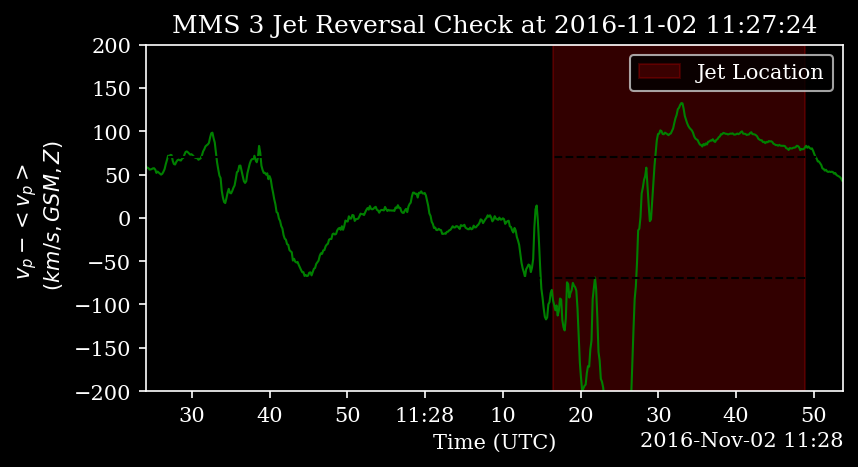 MMS 3 Jet Reversal Check at 2016-11-02 11:27:24
Jet Location
200
150
100
50
0
−50
−100
−150
−200
v_p − < v_p >
(km/s, GSM, Z)
30 40 50 11:28 10 20 30 40 50
Time (UTC)
2016-Nov-02 11:28